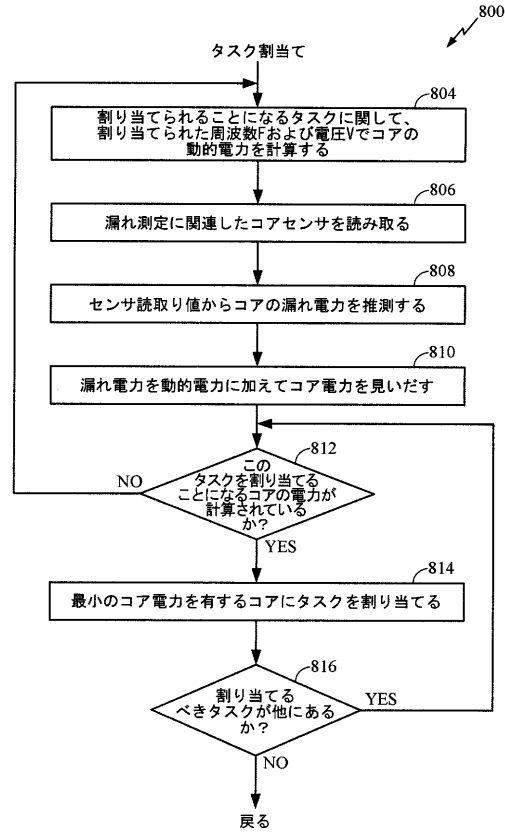 800
タスク割当て
804
割り当てられることになるタスクに関して、
割り当てられた周波数Fおよび電圧Vでコアの
動的電力を計算する
806
漏れ測定に関連したコアセンサを読み取る
808
センサ読取り値からコアの漏れ電力を推測する
810
漏れ電力を動的電力に加えてコア電力を見いだす
812
この
タスクを割り当てる
ことになるコアの電力が
計算されている
か?
NO
YES
814
最小のコア電力を有するコアにタスクを割り当てる
816
割り当てる
べきタスクが他にある
か?
YES
NO
戻る